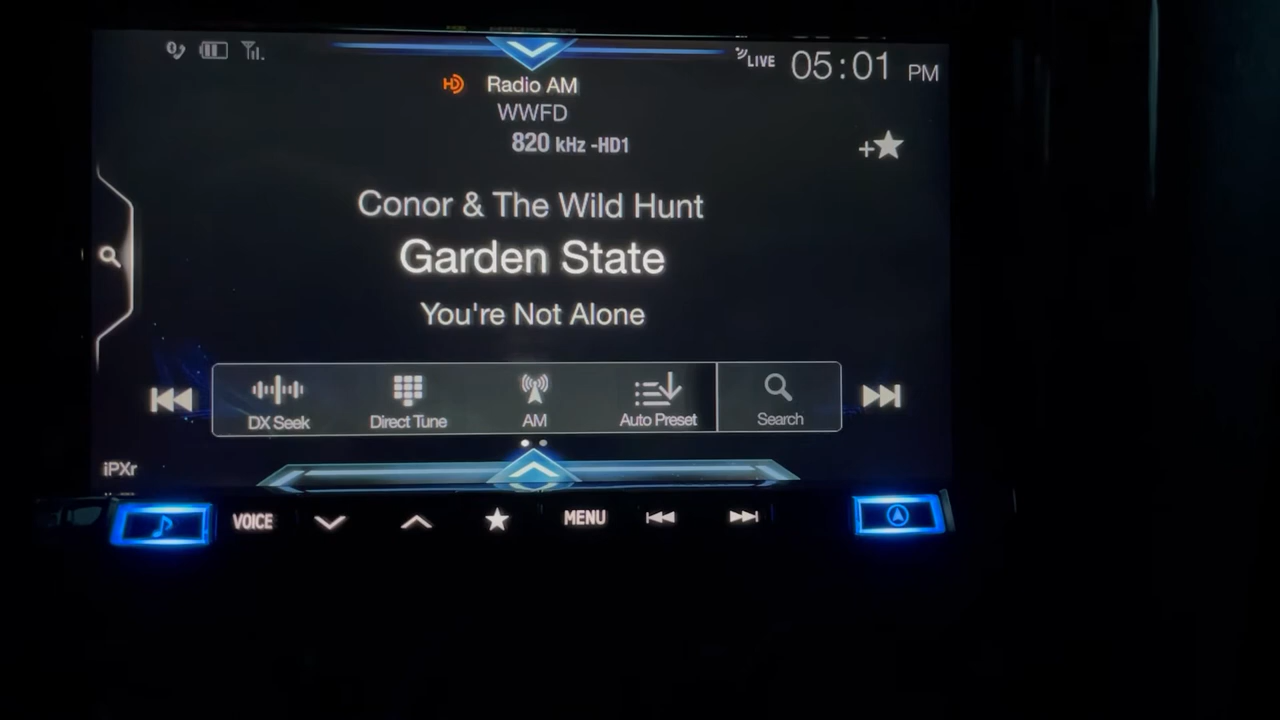 LIVE 05:01 PM
HD Radio AM
WWFD
820 kHz -HD1
+
Conor & The Wild Hunt
Garden State
You're Not Alone
DX Seek Direct Tune AM Auto Preset Search
iPXr
VOICE MENU